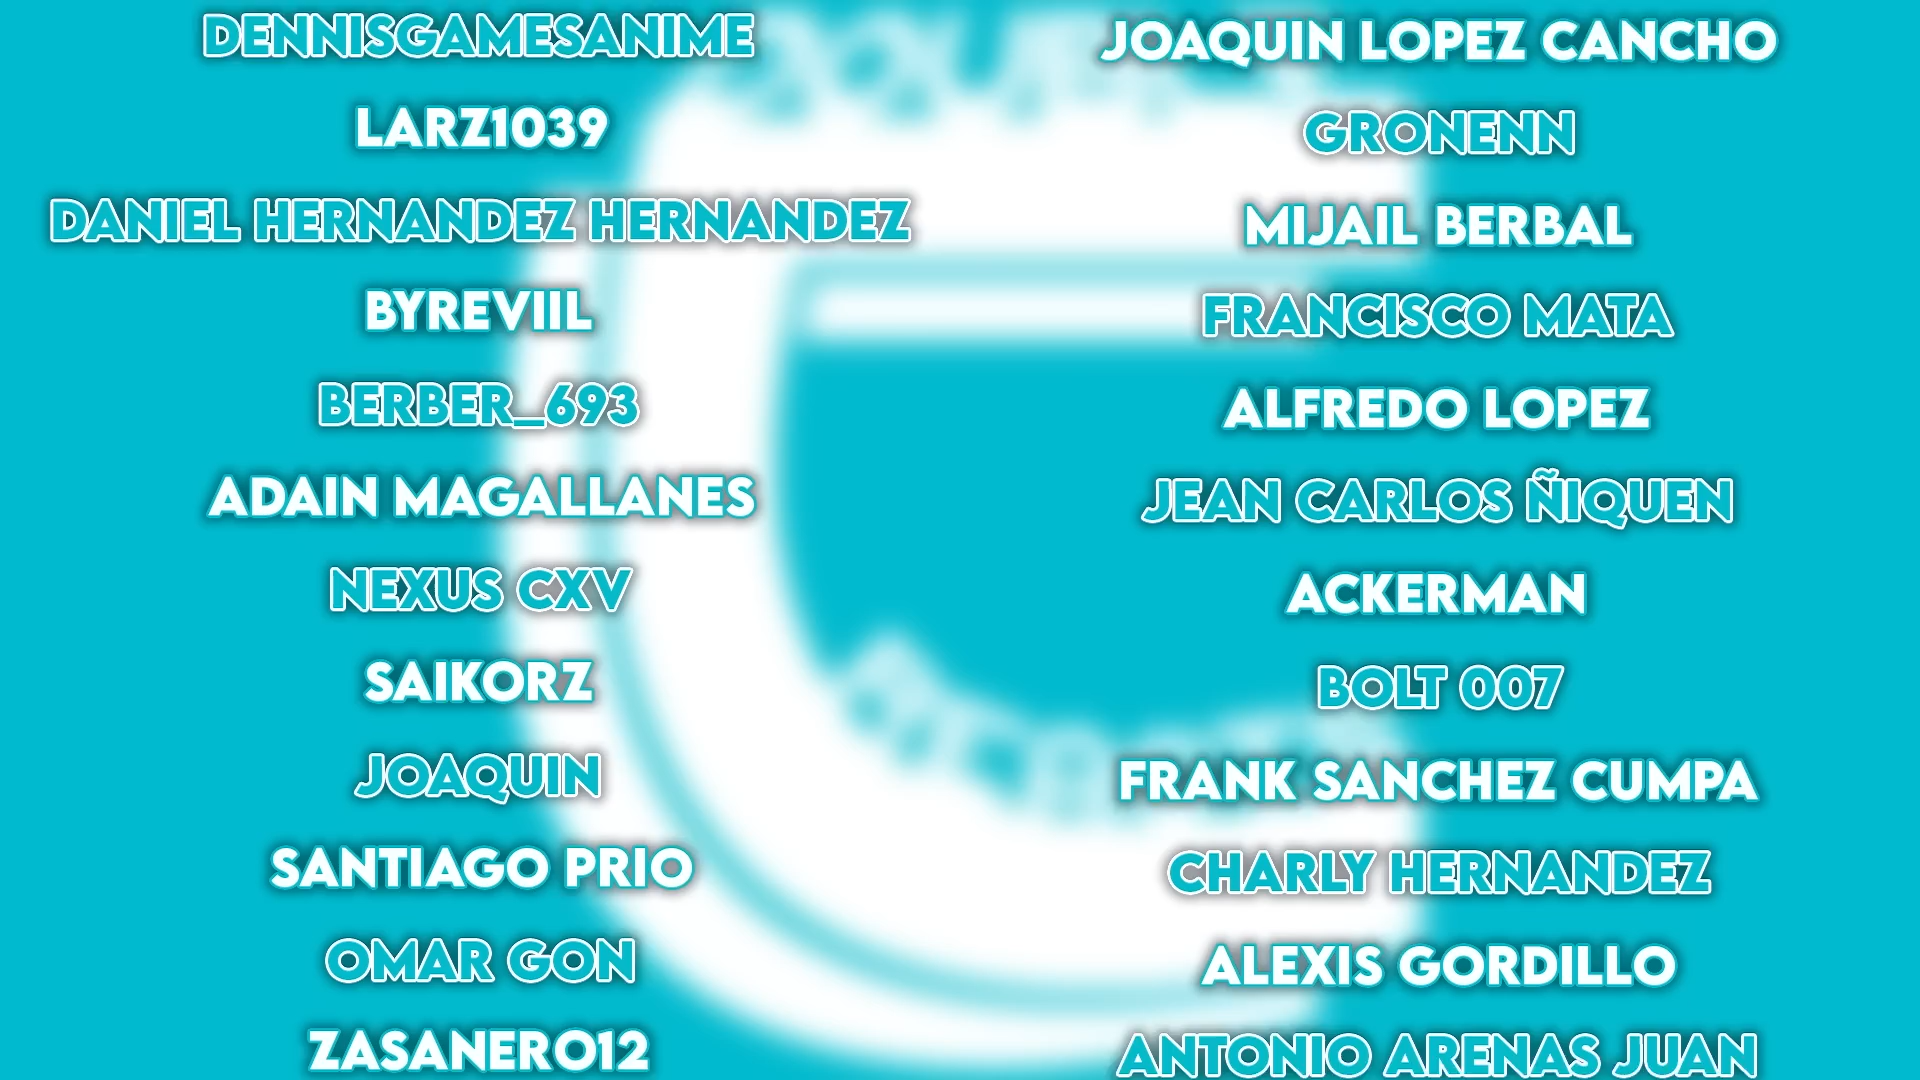 DENNISGAMESANIME
LARZ1039
DANIEL HERNANDEZ HERNANDEZ
BYREVIIL
BERBER_693
ADAIN MAGALLANES
NEXUS CXV
SAIKORZ
JOAQUIN
SANTIAGO PRIO
OMAR GON
ZASANERO12
JOAQUIN LOPEZ CANCHO
GRONENN
MIJAIL BERBAL
FRANCISCO MATA
ALFREDO LOPEZ
JEAN CARLOS ÑIQUEN
ACKERMAN
BOLT 007
FRANK SANCHEZ CUMPA
CHARLY HERNANDEZ
ALEXIS GORDILLO
ANTONIO ARENAS JUAN